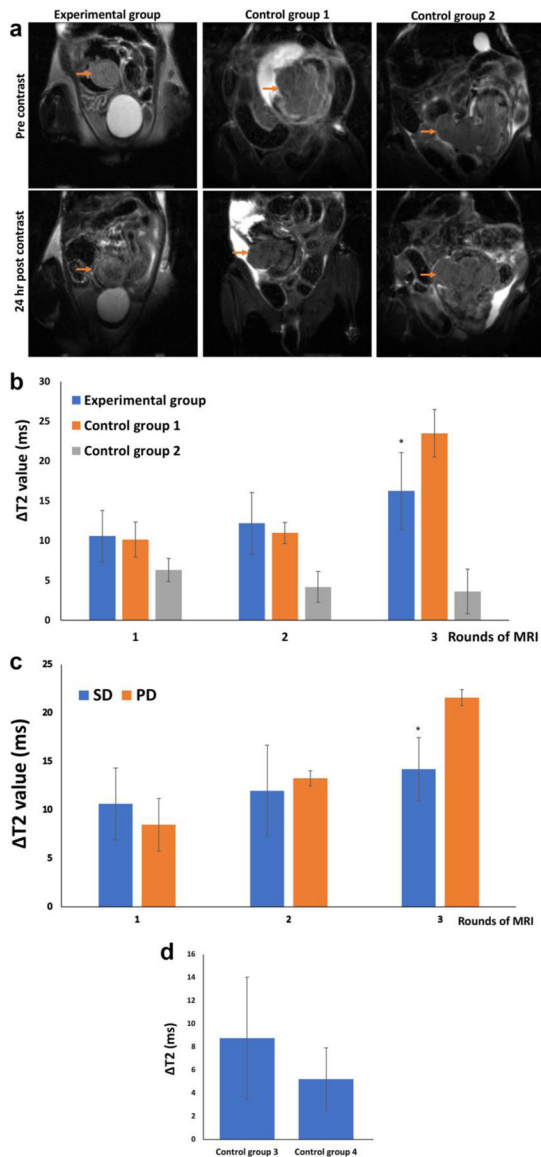 Experimental group Control group 1 Control group 2
a
Pre contrast
24 hr post contrast
b
30
25
20
15
10
5
0
ΔT2 value (ms)
Experimental group
Control group 1
Control group 2
*
1 2 3 Rounds of MRI
c
25
20
15
10
5
0
ΔT2 value (ms)
SD PD
*
1 2 3 Rounds of MRI
d
16
14
12
10
8
6
4
2
0
ΔT2 (ms)
Control group 3 Control group 4